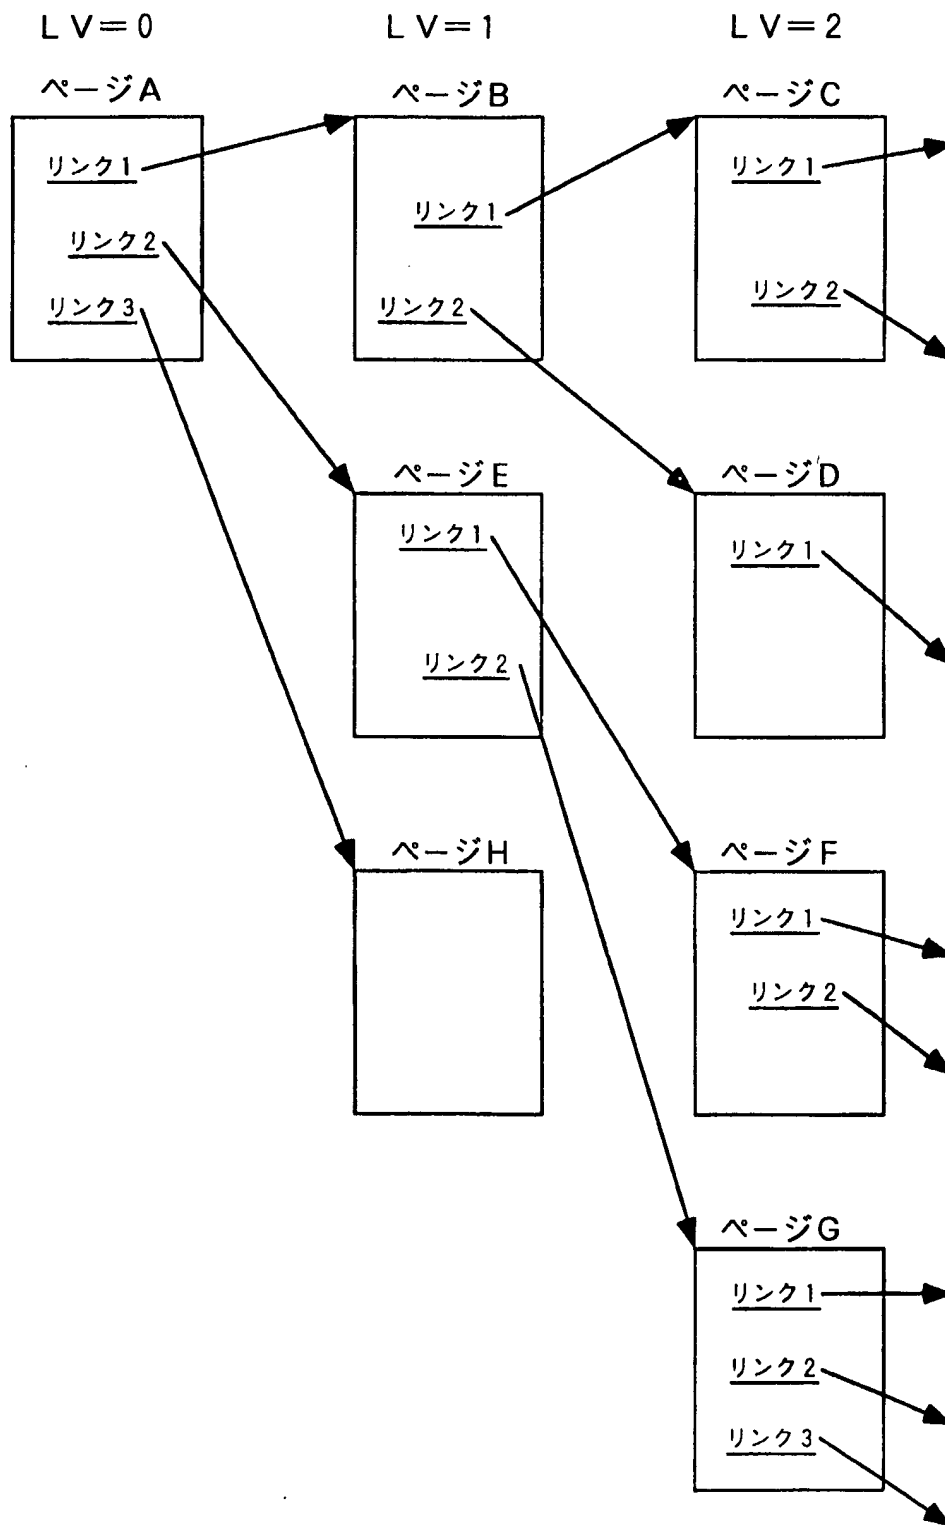 LV=0
LV=1
LV=2
ページA
リンク1
リンク2
リンク3
ページB
リンク1
リンク2
ページC
リンク1
リンク2
ページE
リンク1
リンク2
ページD
リンク1
ページH
ページF
リンク1
リンク2
ページG
リンク1
リンク2
リンク3